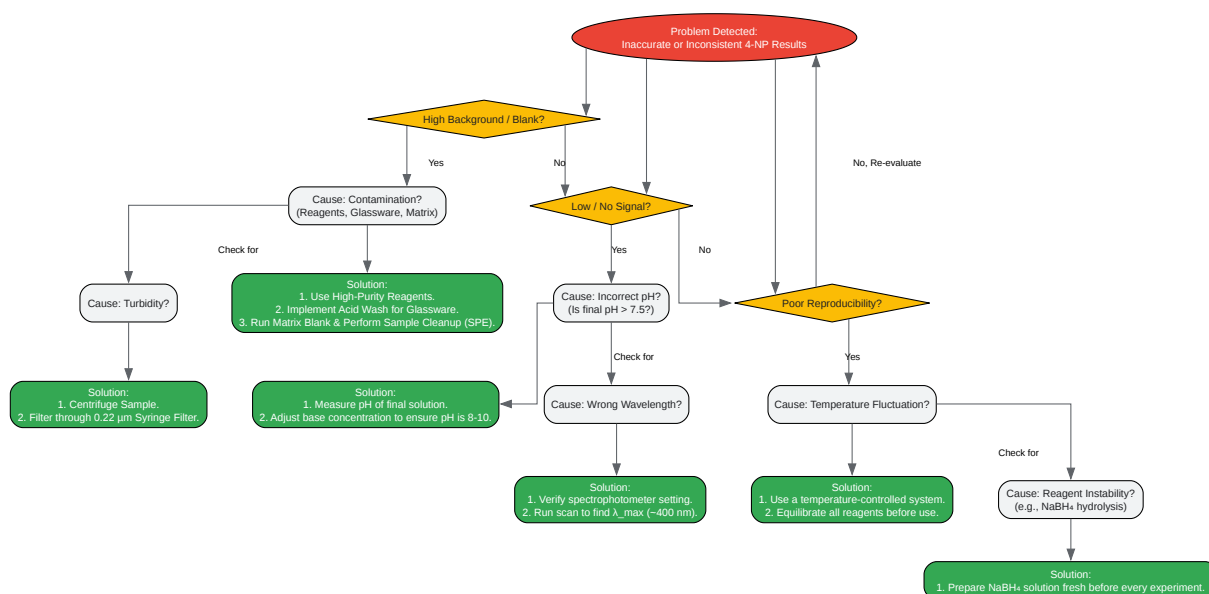 Problem Detected:
Inaccurate or Inconsistent 4-NP Results
High Background / Blank?
Yes
No
No, Re-evaluate
Cause: Contamination?
(Reagents, Glassware, Matrix)
Low / No Signal?
Check for
Yes
No
Cause: Turbidity?
Solution:
1. Use High-Purity Reagents.
2. Implement Acid Wash for Glassware.
3. Run Matrix Blank & Perform Sample Cleanup (SPE).
Cause: Incorrect pH?
(Is final pH > 7.5?)
Poor Reproducibility?
Check for
Yes
Solution:
1. Centrifuge Sample.
2. Filter through 0.22 µm Syringe Filter.
Solution:
1. Measure pH of final solution.
2. Adjust base concentration to ensure pH is 8-10.
Cause: Wrong Wavelength?
Cause: Temperature Fluctuation?
Check for
Solution:
1. Verify spectrophotometer setting.
2. Run scan to find λ_max (~400 nm).
Solution:
1. Use a temperature-controlled system.
2. Equilibrate all reagents before use.
Cause: Reagent Instability?
(e.g., NaBH₄ hydrolysis)
Solution:
1. Prepare NaBH₄ solution fresh before every experiment.